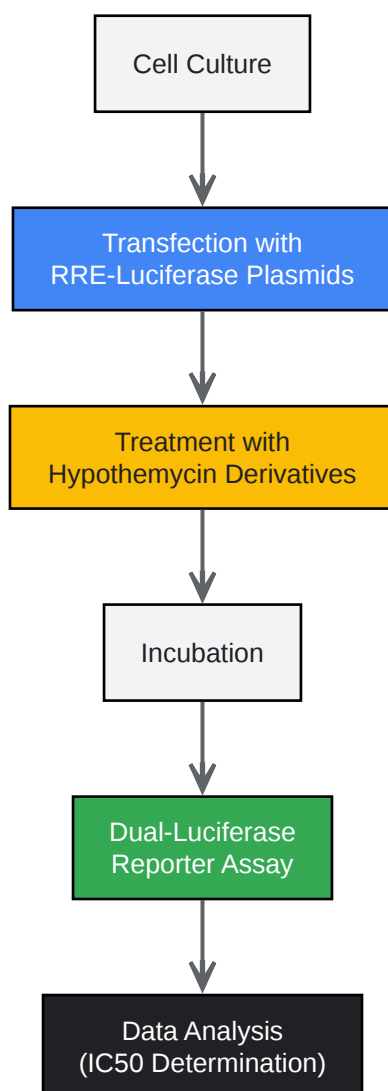 Cell Culture
Transfection with
RRE-Luciferase Plasmids
Treatment with
Hypothemycin Derivatives
Incubation
Dual-Luciferase
Reporter Assay
Data Analysis
(IC50 Determination)